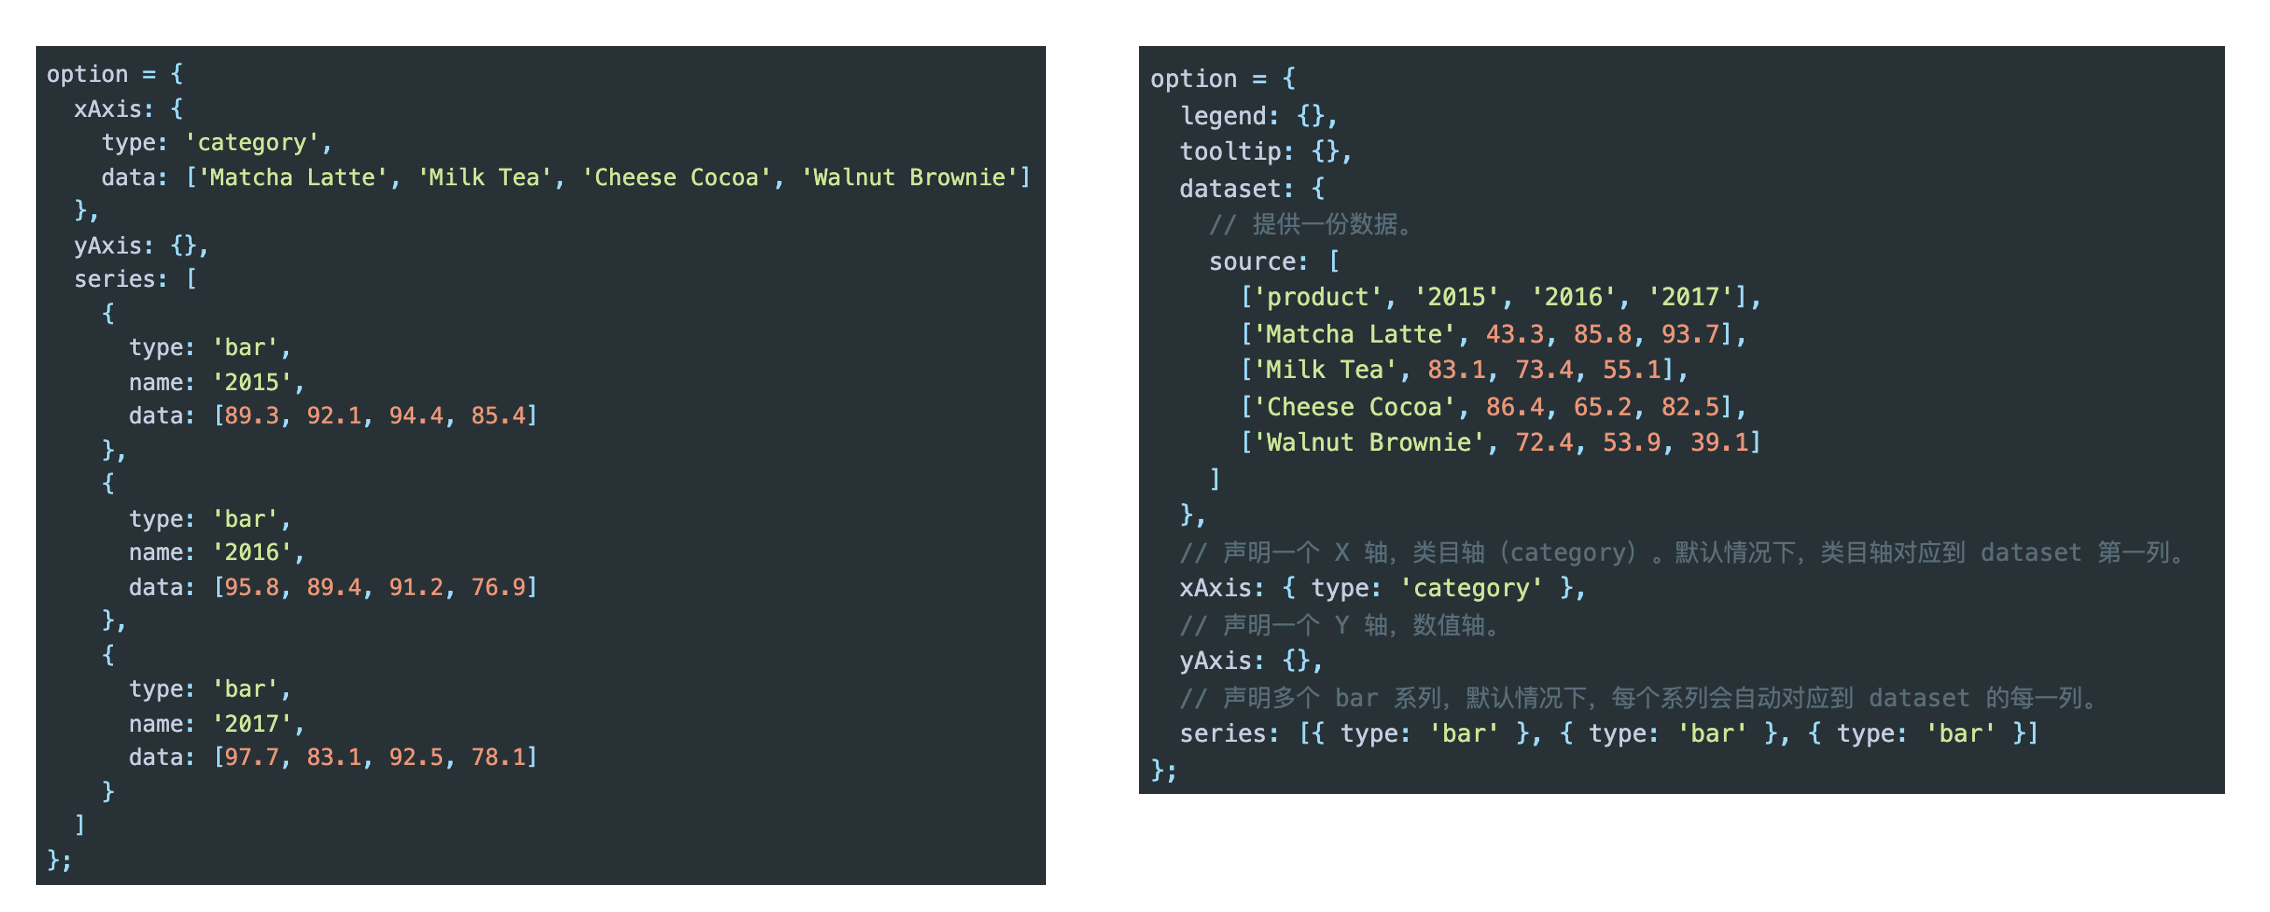 option = {
  xAxis: {
    type: 'category',
    data: ['Matcha Latte', 'Milk Tea', 'Cheese Cocoa', 'Walnut Brownie']
  },
  yAxis: {},
  series: [
    {
      type: 'bar',
      name: '2015',
      data: [89.3, 92.1, 94.4, 85.4]
    },
    {
      type: 'bar',
      name: '2016',
      data: [95.8, 89.4, 91.2, 76.9]
    },
    {
      type: 'bar',
      name: '2017',
      data: [97.7, 83.1, 92.5, 78.1]
    }
  ]
};
option = {
  legend: {},
  tooltip: {},
  dataset: {
    // 提供一份数据。
    source: [
      ['product', '2015', '2016', '2017'],
      ['Matcha Latte', 43.3, 85.8, 93.7],
      ['Milk Tea', 83.1, 73.4, 55.1],
      ['Cheese Cocoa', 86.4, 65.2, 82.5],
      ['Walnut Brownie', 72.4, 53.9, 39.1]
    ]
  },
  // 声明一个 X 轴，类目轴（category）。默认情况下，类目轴对应到 dataset 第一列。
  xAxis: { type: 'category' },
  // 声明一个 Y 轴，数值轴。
  yAxis: {},
  // 声明多个 bar 系列，默认情况下，每个系列会自动对应到 dataset 的每一列。
  series: [{ type: 'bar' }, { type: 'bar' }, { type: 'bar' }]
};